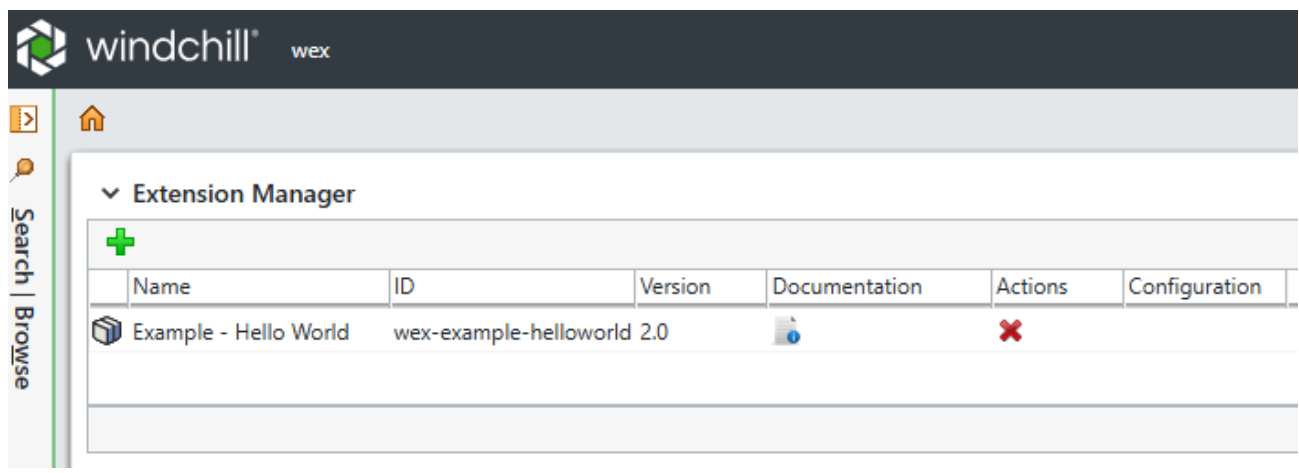 windchill® wex
Search | Browse
Extension Manager
Name ID Version Documentation Actions Configuration
Example - Hello World wex-example-helloworld 2.0